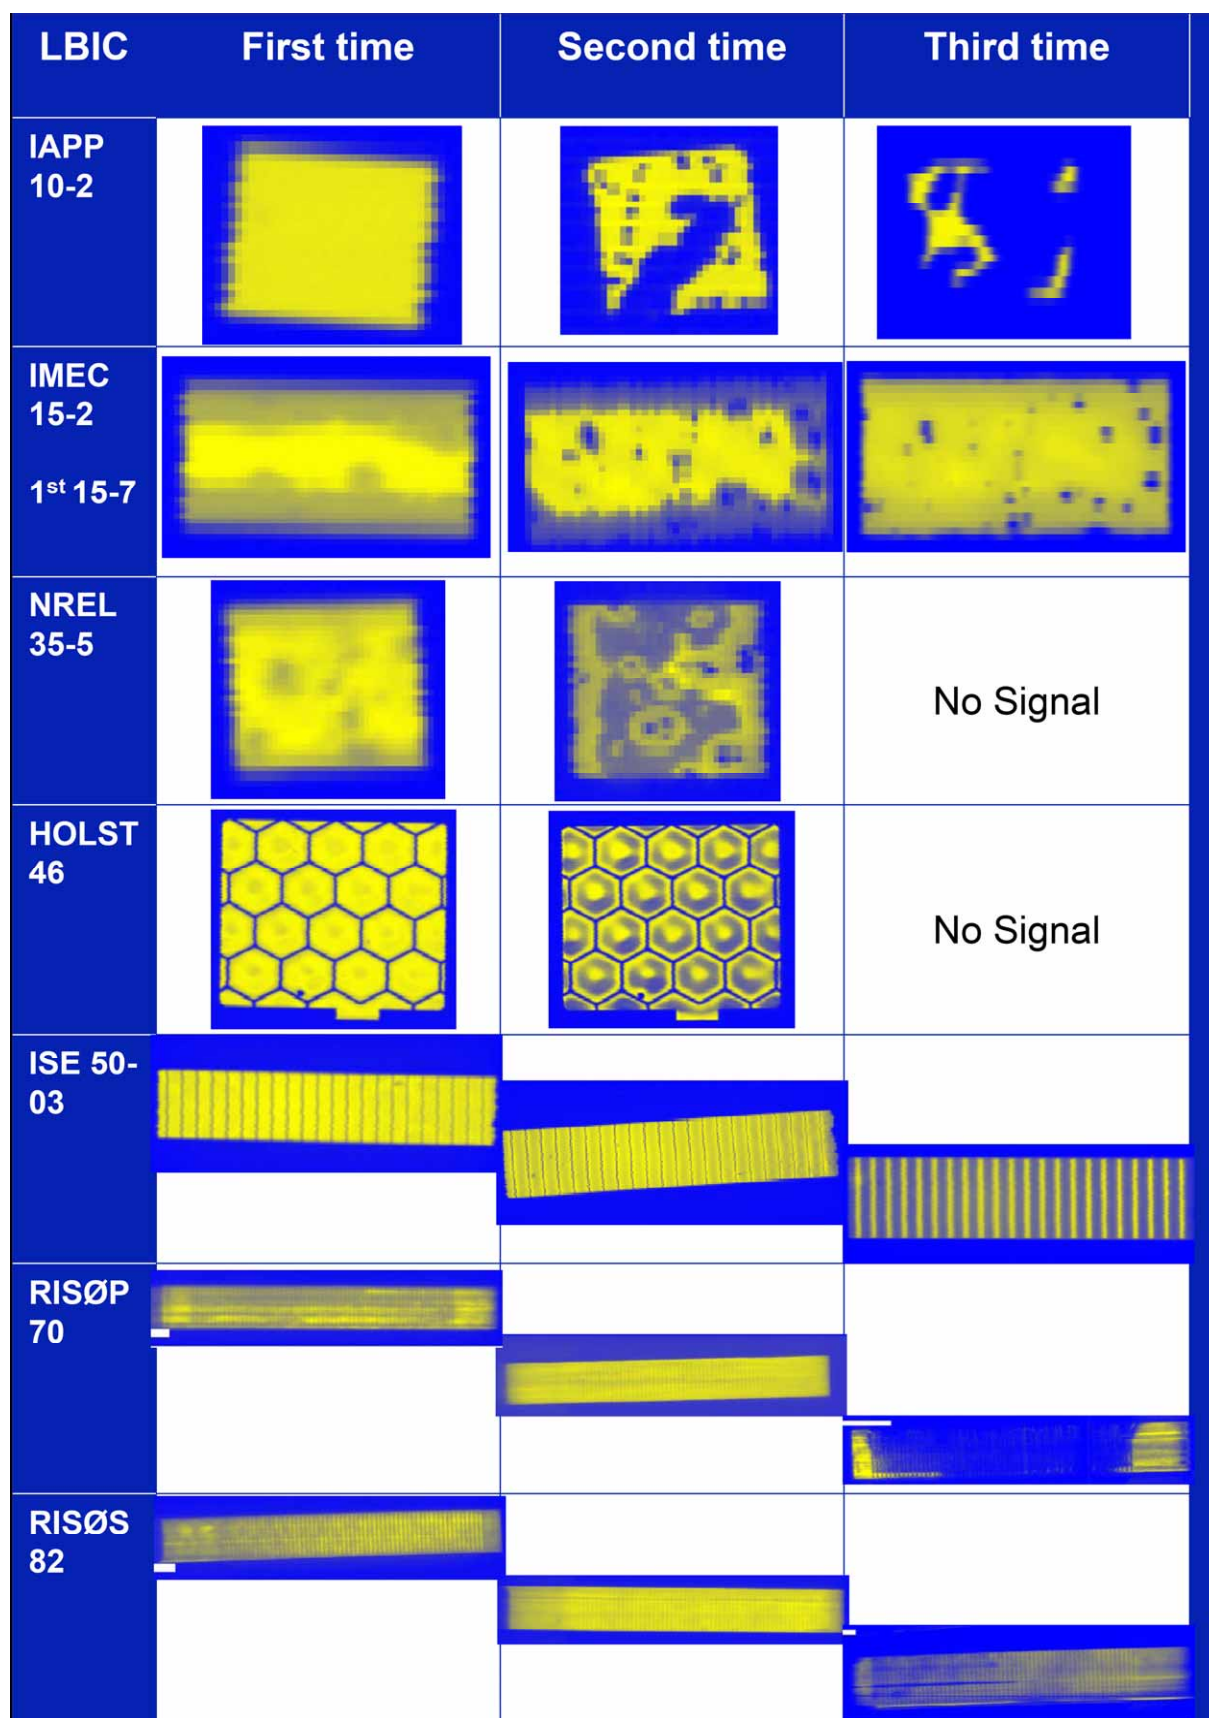 LBIC First time Second time Third time
IAPP
10-2
IMEC
15-2
1st 15-7
NREL
35-5
No Signal
HOLST
46
No Signal
ISE 50-
03
RISØP
70
RISØS
82